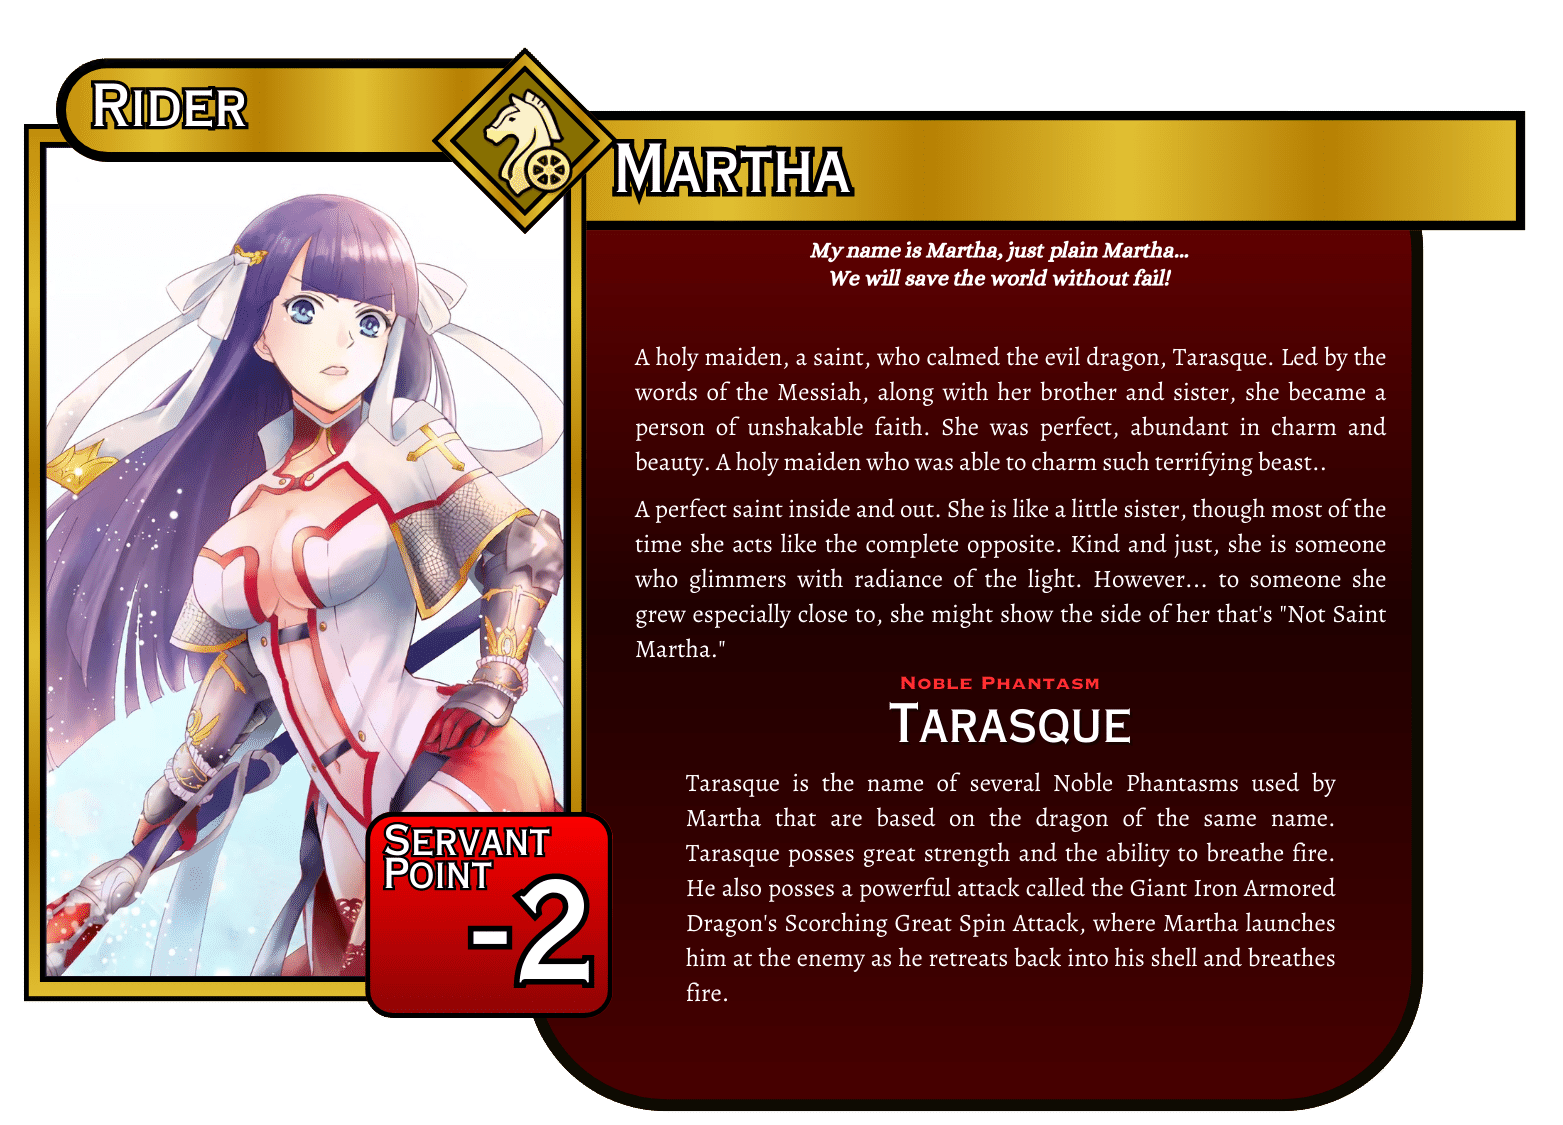 RIDER
MARTHA
My name is Martha, just plain Martha...
We will save the world without fail!
A holy maiden, a saint, who calmed the evil dragon, Tarasque. Led by the
words of the Messiah, along with her brother and sister, she became a
person of unshakable faith. She was perfect, abundant in charm and
beauty. A holy maiden who was able to charm such terrifying beast..
A perfect saint inside and out. She is like a little sister, though most of the
time she acts like the complete opposite. Kind and just, she is someone
who glimmers with radiance of the light. However... to someone she
grew especially close to, she might show the side of her that's "Not Saint
Martha."
NOBLE PHANTASM
TARASQUE
Tarasque is the name of several Noble Phantasms used by
Martha that are based on the dragon of the same name.
Tarasque posses great strength and the ability to breathe fire.
He also posses a powerful attack called the Giant Iron Armored
Dragon's Scorching Great Spin Attack, where Martha launches
him at the enemy as he retreats back into his shell and breathes
fire.
SERVANT
POINT
-2